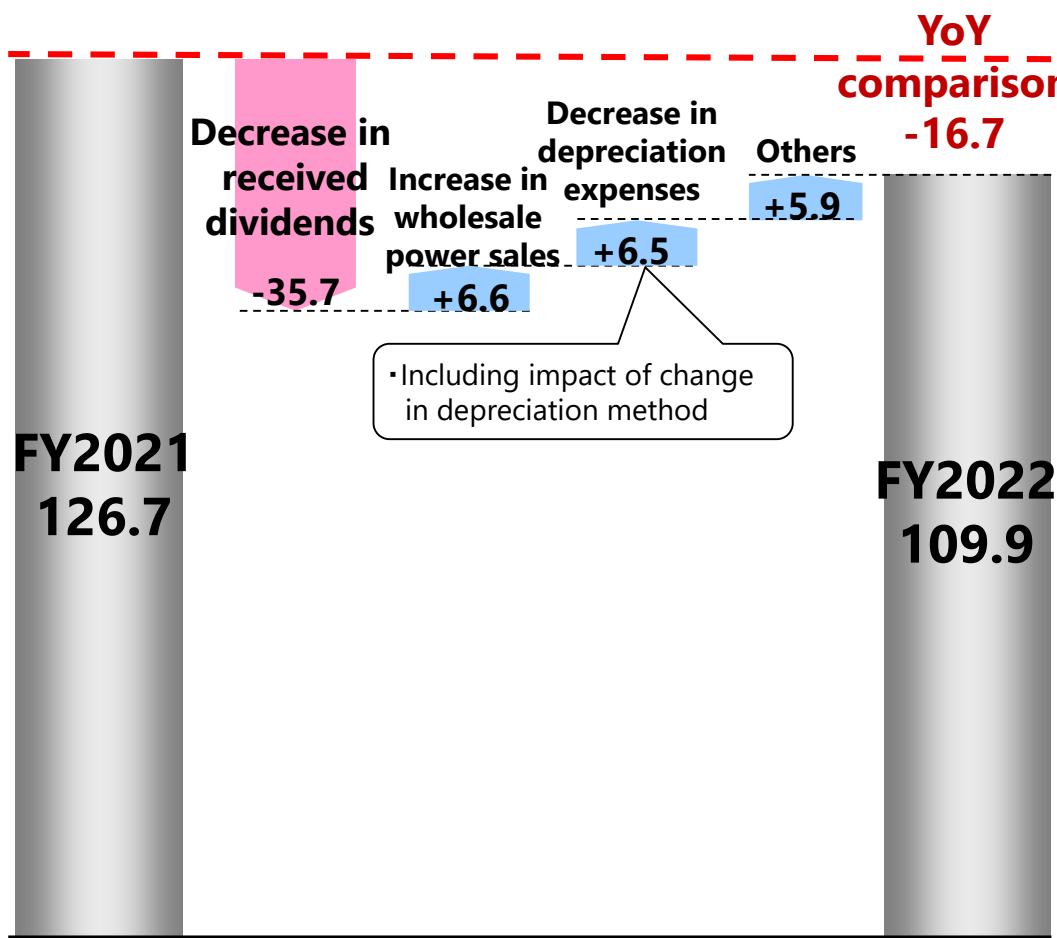 YoY
comparison
-16.7
Decrease in
received
dividends
-35.7
Increase in
wholesale
power sales
+6.6
Decrease in
depreciation
expenses
+6.5
Others
+5.9
・Including impact of change
in depreciation method
FY2021
126.7
FY2022
109.9